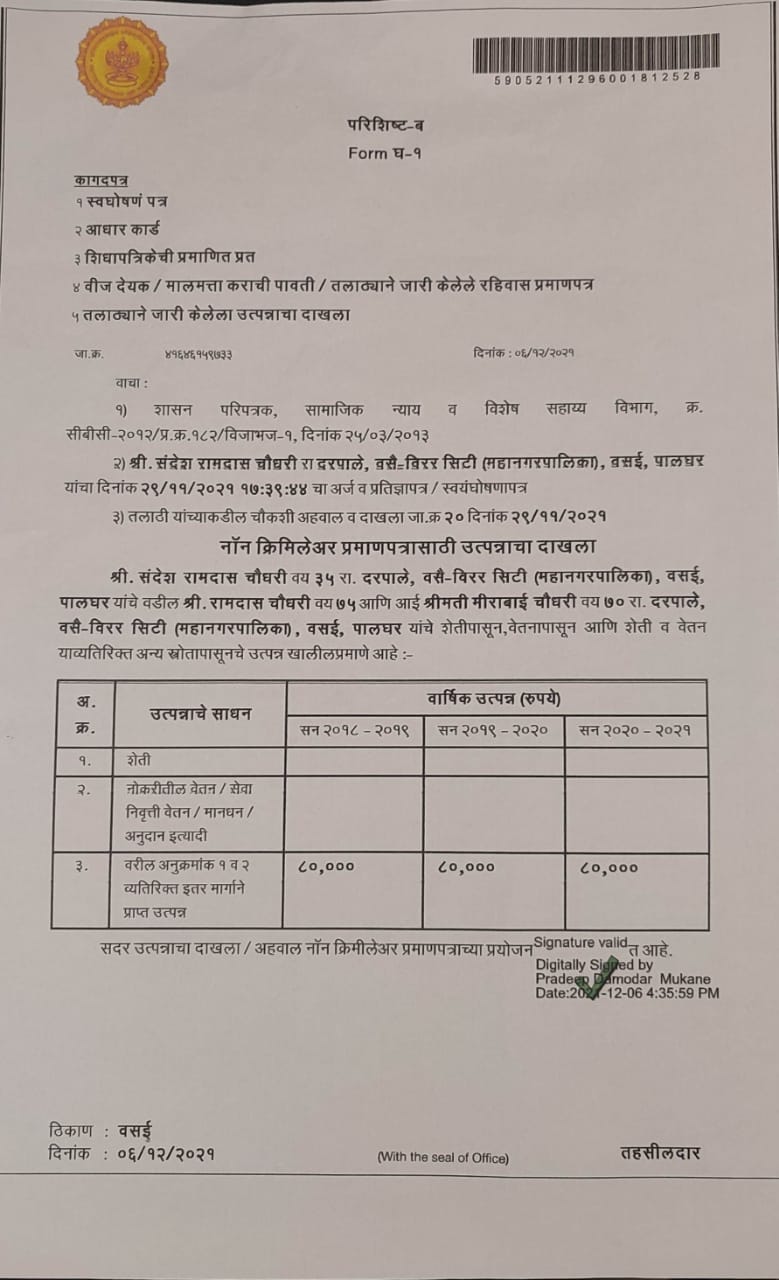 59052111296001812528
परिशिष्ट-ब
Form घ-१
कागदपत्र
१ स्वघोषणं पत्र
२ आधार कार्ड
३ शिधापत्रिकेची प्रमाणित प्रत
४ वीज देयक / मालमत्ता कराची पावती / तलाठ्याने जारी केलेले रहिवास प्रमाणपत्र
५ तलाठ्याने जारी केलेला उत्पन्नाचा दाखला
जा.क्र. ४१६४६१५९७३३ दिनांक : ०६/१२/२०२१
वाचा :
१) शासन परिपत्रक, सामाजिक न्याय व विशेष सहाय्य विभाग, क्र.
सीबीसी-२०१२/प्र.क्र.१८२/विजाभज-१, दिनांक २५/०३/२०१३
२) श्री. संदेश रामदास चौधरी रा दरपाले, वसै-विरर सिटी (महानगरपालिका), वसई, पालघर
यांचा दिनांक २९/११/२०२१ १७:३९:४४ चा अर्ज व प्रतिज्ञापत्र / स्वयंघोषणापत्र
३) तलाठी यांच्याकडील चौकशी अहवाल व दाखला जा.क्र २० दिनांक २९/११/२०२१
नॉन क्रिमिलेअर प्रमाणपत्रासाठी उत्पन्नाचा दाखला
श्री. संदेश रामदास चौधरी वय ३५ रा. दरपाले, वसै-विरर सिटी (महानगरपालिका), वसई,
पालघर यांचे वडील श्री. रामदास चौधरी वय ७५ आणि आई श्रीमती मीराबाई चौधरी वय ७० रा. दरपाले,
वसै-विरर सिटी (महानगरपालिका), वसई, पालघर यांचे शेतीपासून,वेतनापासून आणि शेती व वेतन
याव्यतिरिक्त अन्य स्त्रोतापासूनचे उत्पन्न खालीलप्रमाणे आहे :-
अ. क्र. उत्पन्नाचे साधन वार्षिक उत्पन्न (रुपये)
सन २०१८ - २०१९ सन २०१९ - २०२० सन २०२० - २०२१
१. शेती
२. नोकरीतील वेतन / सेवा
निवृत्ती वेतन / मानधन /
अनुदान इत्यादी
३. वरील अनुक्रमांक १ व २ ८०,००० ८०,००० ८०,०००
व्यतिरिक्त इतर मार्गाने
प्राप्त उत्पन्न
सदर उत्पन्नाचा दाखला / अहवाल नॉन क्रिमीलेअर प्रमाणपत्राच्या प्रयोजन त आहे.
Signature valid
Digitally Signed by
Pradeep Damodar Mukane
Date:2021-12-06 4:35:59 PM
ठिकाण : वसई
दिनांक : ०६/१२/२०२१ (With the seal of Office) तहसीलदार